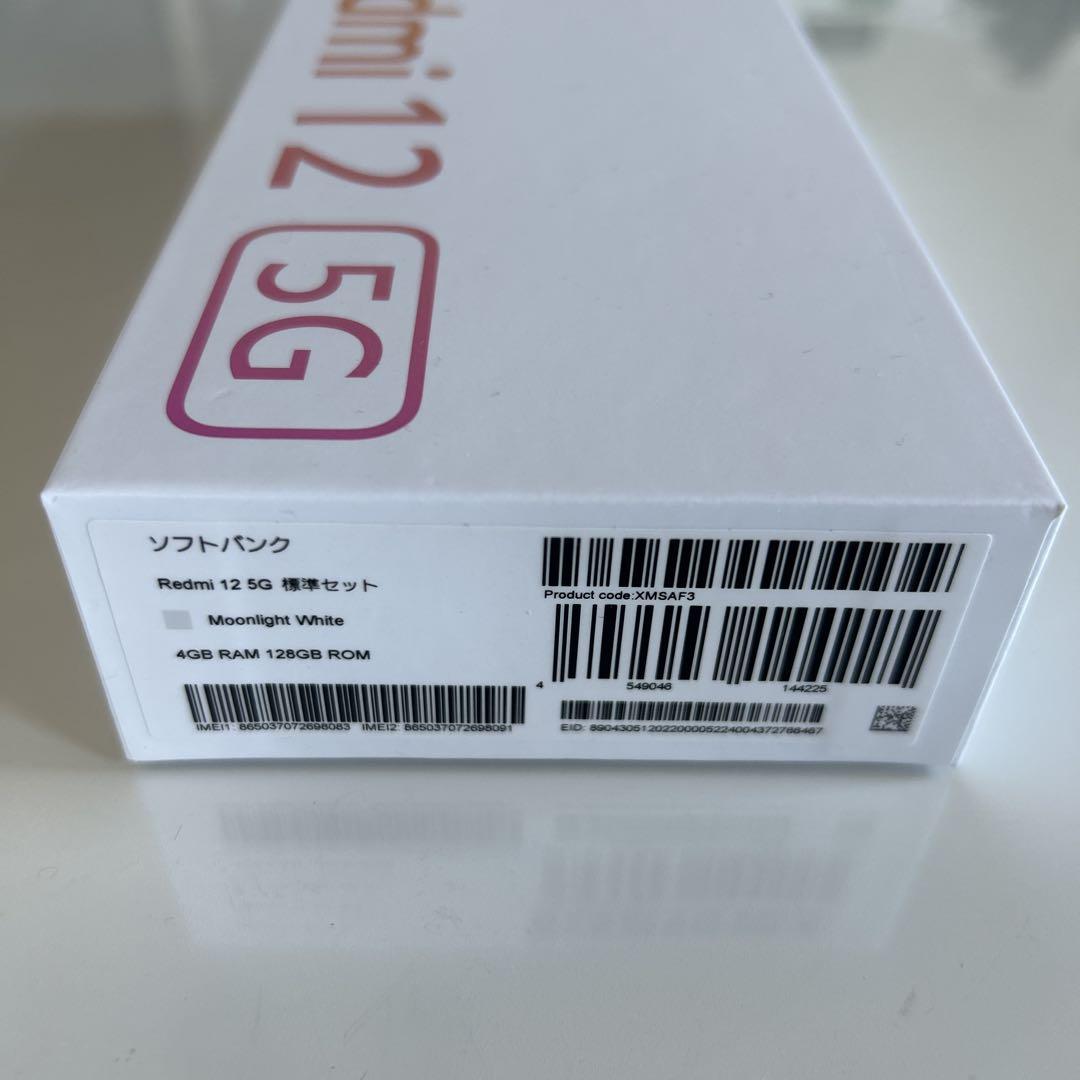 dmi 12
5G
ソフトバンク
Redmi 12 5G 標準セット
Moonlight White
4GB RAM 128GB ROM
IMEI1: 865037072698083 IMEI2: 865037072698091
Product code:XMSAF3
4 549046 144225
EID: 89043051202200005224004372766467